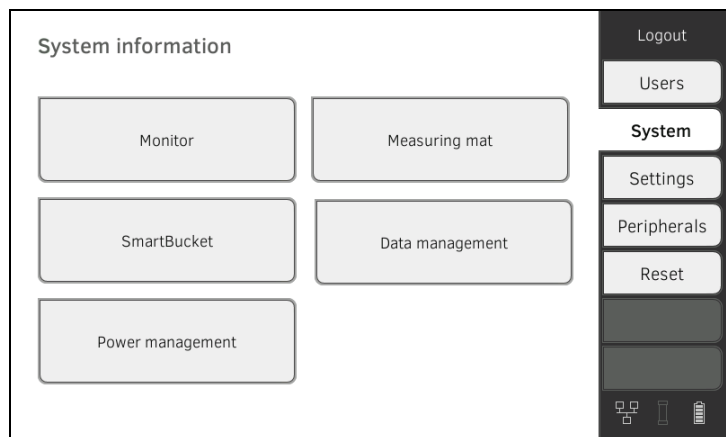 System information
Monitor
Measuring mat
SmartBucket
Data management
Power management
Logout
Users
System
Settings
Peripherals
Reset